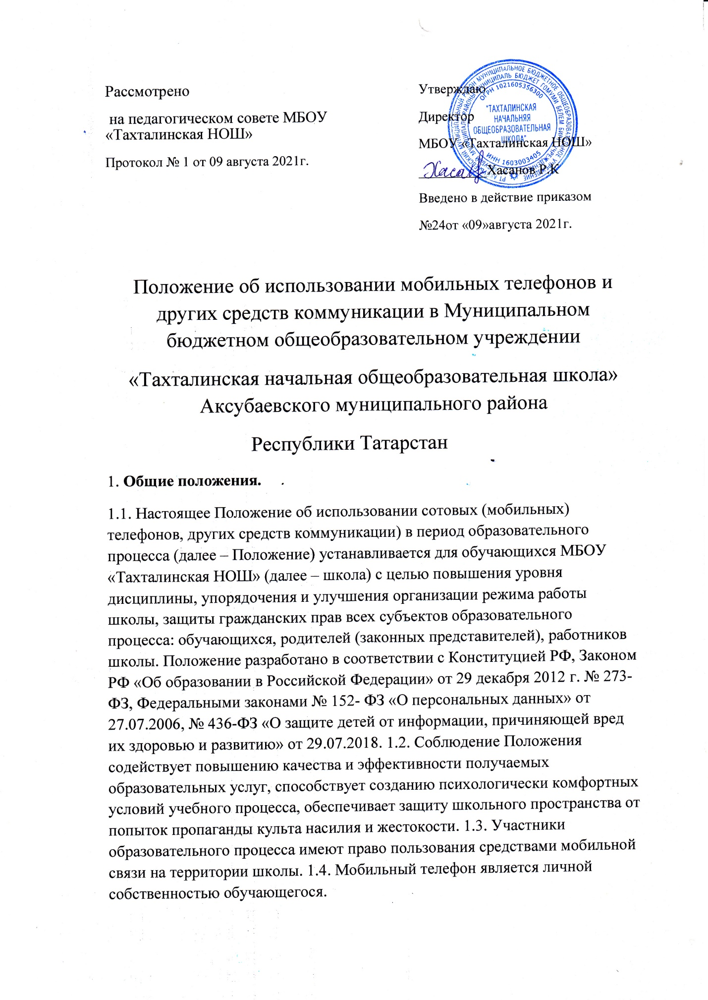 Рассмотрено
на педагогическом совете МБОУ
«Тахталинская НОШ»
Протокол № 1 от 09 августа 2021г.
Утверждаю
Директор
МБОУ «Тахталинская НОШ»
Хасанов Р.К
Введено в действие приказом
№24от «09»августа 2021г.
ОГРН 1021605356300
"ТАХТАЛИНСКАЯ
НАЧАЛЬНЯЯ
ОБЩЕОБРАЗОВАТЕЛЬНАЯ
ШКОЛА"
ИНН 1603003405
Положение об использовании мобильных телефонов и
других средств коммуникации в Муниципальном
бюджетном общеобразовательном учреждении
«Тахталинская начальная общеобразовательная школа»
Аксубаевского муниципального района
Республики Татарстан
1. Общие положения.
1.1. Настоящее Положение об использовании сотовых (мобильных)
телефонов, других средств коммуникации) в период образовательного
процесса (далее – Положение) устанавливается для обучающихся МБОУ
«Тахталинская НОШ» (далее – школа) с целью повышения уровня
дисциплины, упорядочения и улучшения организации режима работы
школы, защиты гражданских прав всех субъектов образовательного
процесса: обучающихся, родителей (законных представителей), работников
школы. Положение разработано в соответствии с Конституцией РФ, Законом
РФ «Об образовании в Российской Федерации» от 29 декабря 2012 г. № 273-
ФЗ, Федеральными законами № 152- ФЗ «О персональных данных» от
27.07.2006, № 436-ФЗ «О защите детей от информации, причиняющей вред
их здоровью и развитию» от 29.07.2018. 1.2. Соблюдение Положения
содействует повышению качества и эффективности получаемых
образовательных услуг, способствует созданию психологически комфортных
условий учебного процесса, обеспечивает защиту школьного пространства от
попыток пропаганды культа насилия и жестокости. 1.3. Участники
образовательного процесса имеют право пользования средствами мобильной
связи на территории школы. 1.4. Мобильный телефон является личной
собственностью обучающегося.